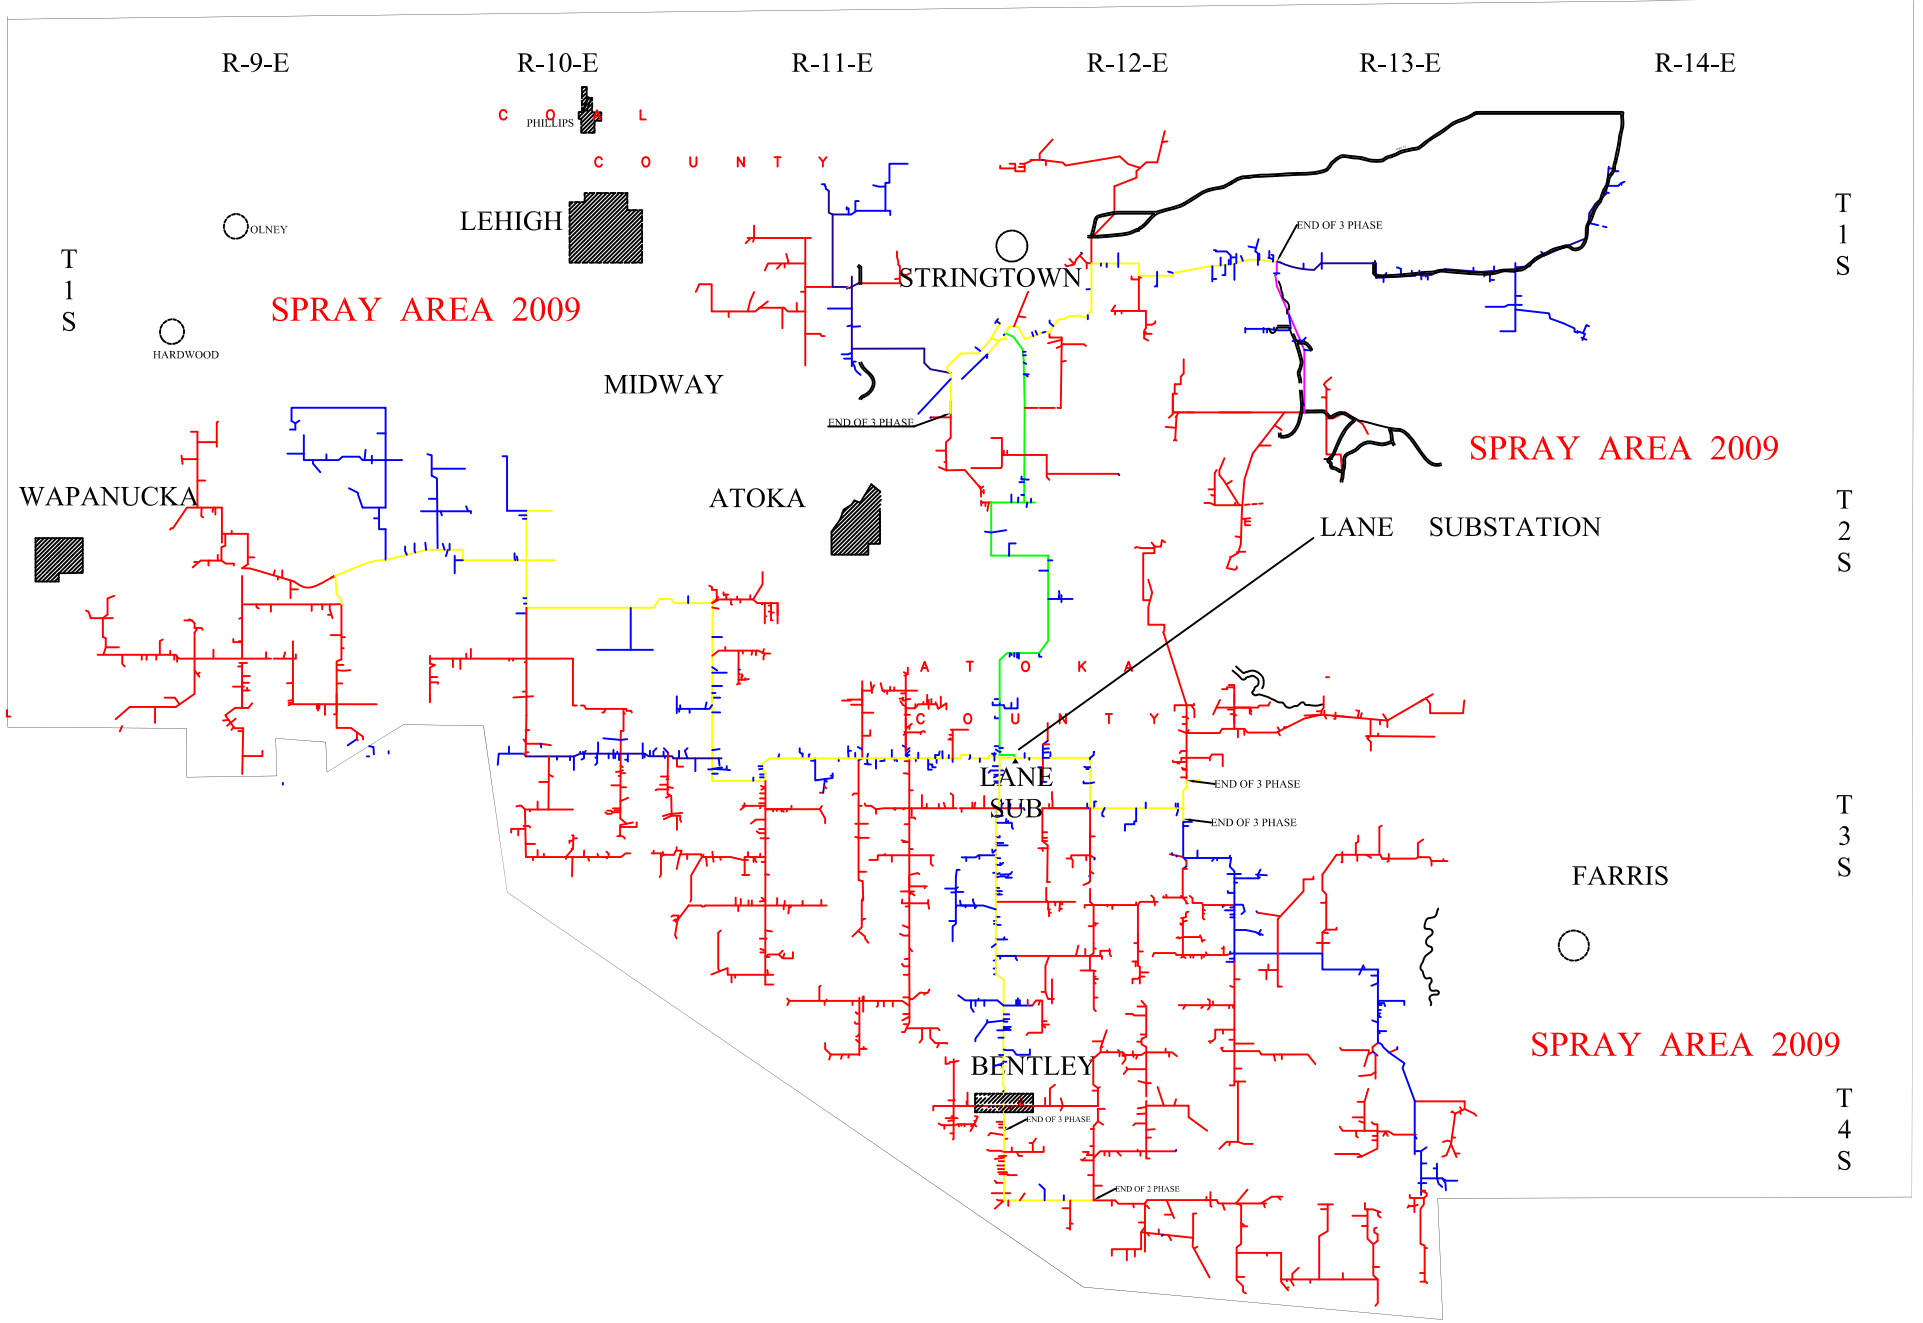 R-9-E R-10-E R-11-E R-12-E R-13-E R-14-E
C O A L
PHILLIPS
C O U N T Y
LEHIGH
OLNEY
END OF 3 PHASE
T
1
S
T
1
S
STRINGTOWN
SPRAY AREA 2009
HARDWOOD
MIDWAY
END OF 3 PHASE
SPRAY AREA 2009
WAPANUCKA
ATOKA
LANE SUBSTATION
T
2
S
A T O K A
C O U N T Y
LANE
SUB
END OF 3 PHASE
END OF 3 PHASE
T
3
S
FARRIS
SPRAY AREA 2009
BENTLEY
END OF 3 PHASE
T
4
S
END OF 2 PHASE